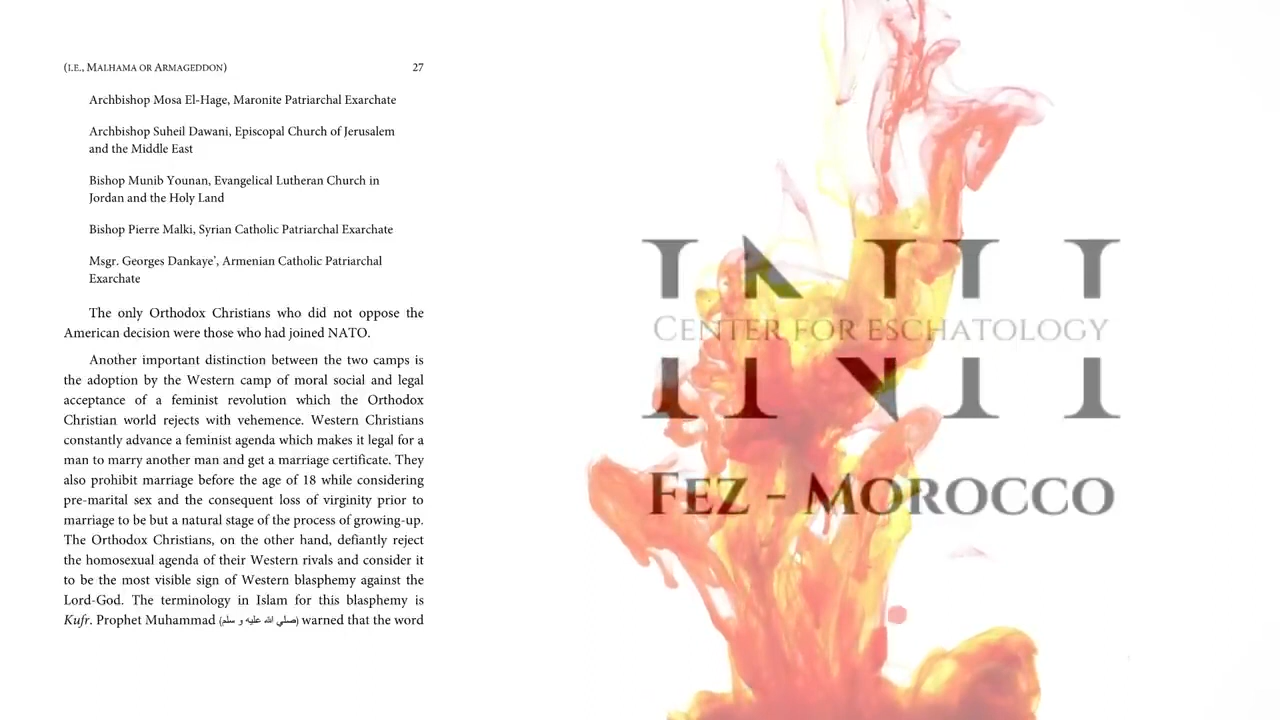 (I.E., MALHAMA OR ARMAGEDDON) 27
Archbishop Mosa El-Hage, Maronite Patriarchal Exarchate
Archbishop Suheil Dawani, Episcopal Church of Jerusalem
and the Middle East
Bishop Munib Younan, Evangelical Lutheran Church in
Jordan and the Holy Land
Bishop Pierre Malki, Syrian Catholic Patriarchal Exarchate
Msgr. Georges Dankaye', Armenian Catholic Patriarchal
Exarchate
The only Orthodox Christians who did not oppose the
American decision were those who had joined NATO.
Another important distinction between the two camps is
the adoption by the Western camp of moral social and legal
acceptance of a feminist revolution which the Orthodox
Christian world rejects with vehemence. Western Christians
constantly advance a feminist agenda which makes it legal for a
man to marry another man and get a marriage certificate. They
also prohibit marriage before the age of 18 while considering
pre-marital sex and the consequent loss of virginity prior to
marriage to be but a natural stage of the process of growing-up.
The Orthodox Christians, on the other hand, defiantly reject
the homosexual agenda of their Western rivals and consider it
to be the most visible sign of Western blasphemy against the
Lord-God. The terminology in Islam for this blasphemy is
Kufr. Prophet Muhammad (صلي الله عليه و سلم) warned that the word
INH
CENTER FOR ESCHATOLOGY
FEZ - MOROCCO